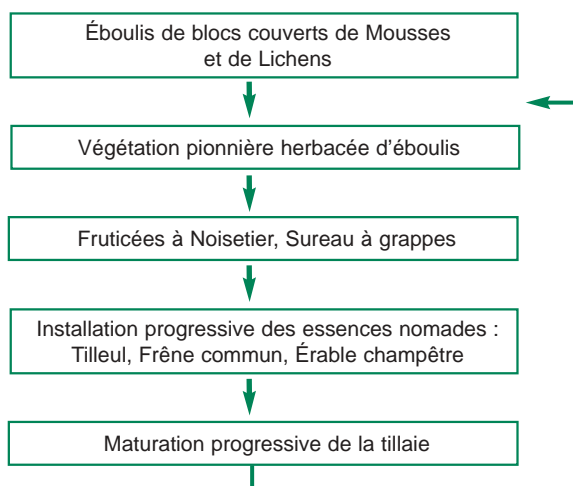 Éboulis de blocs couverts de Mousses
et de Lichens
Végétation pionnière herbacée d'éboulis
Fruticées à Noisetier, Sureau à grappes
Installation progressive des essences nomades :
Tilleul, Frêne commun, Érable champêtre
Maturation progressive de la tillaie